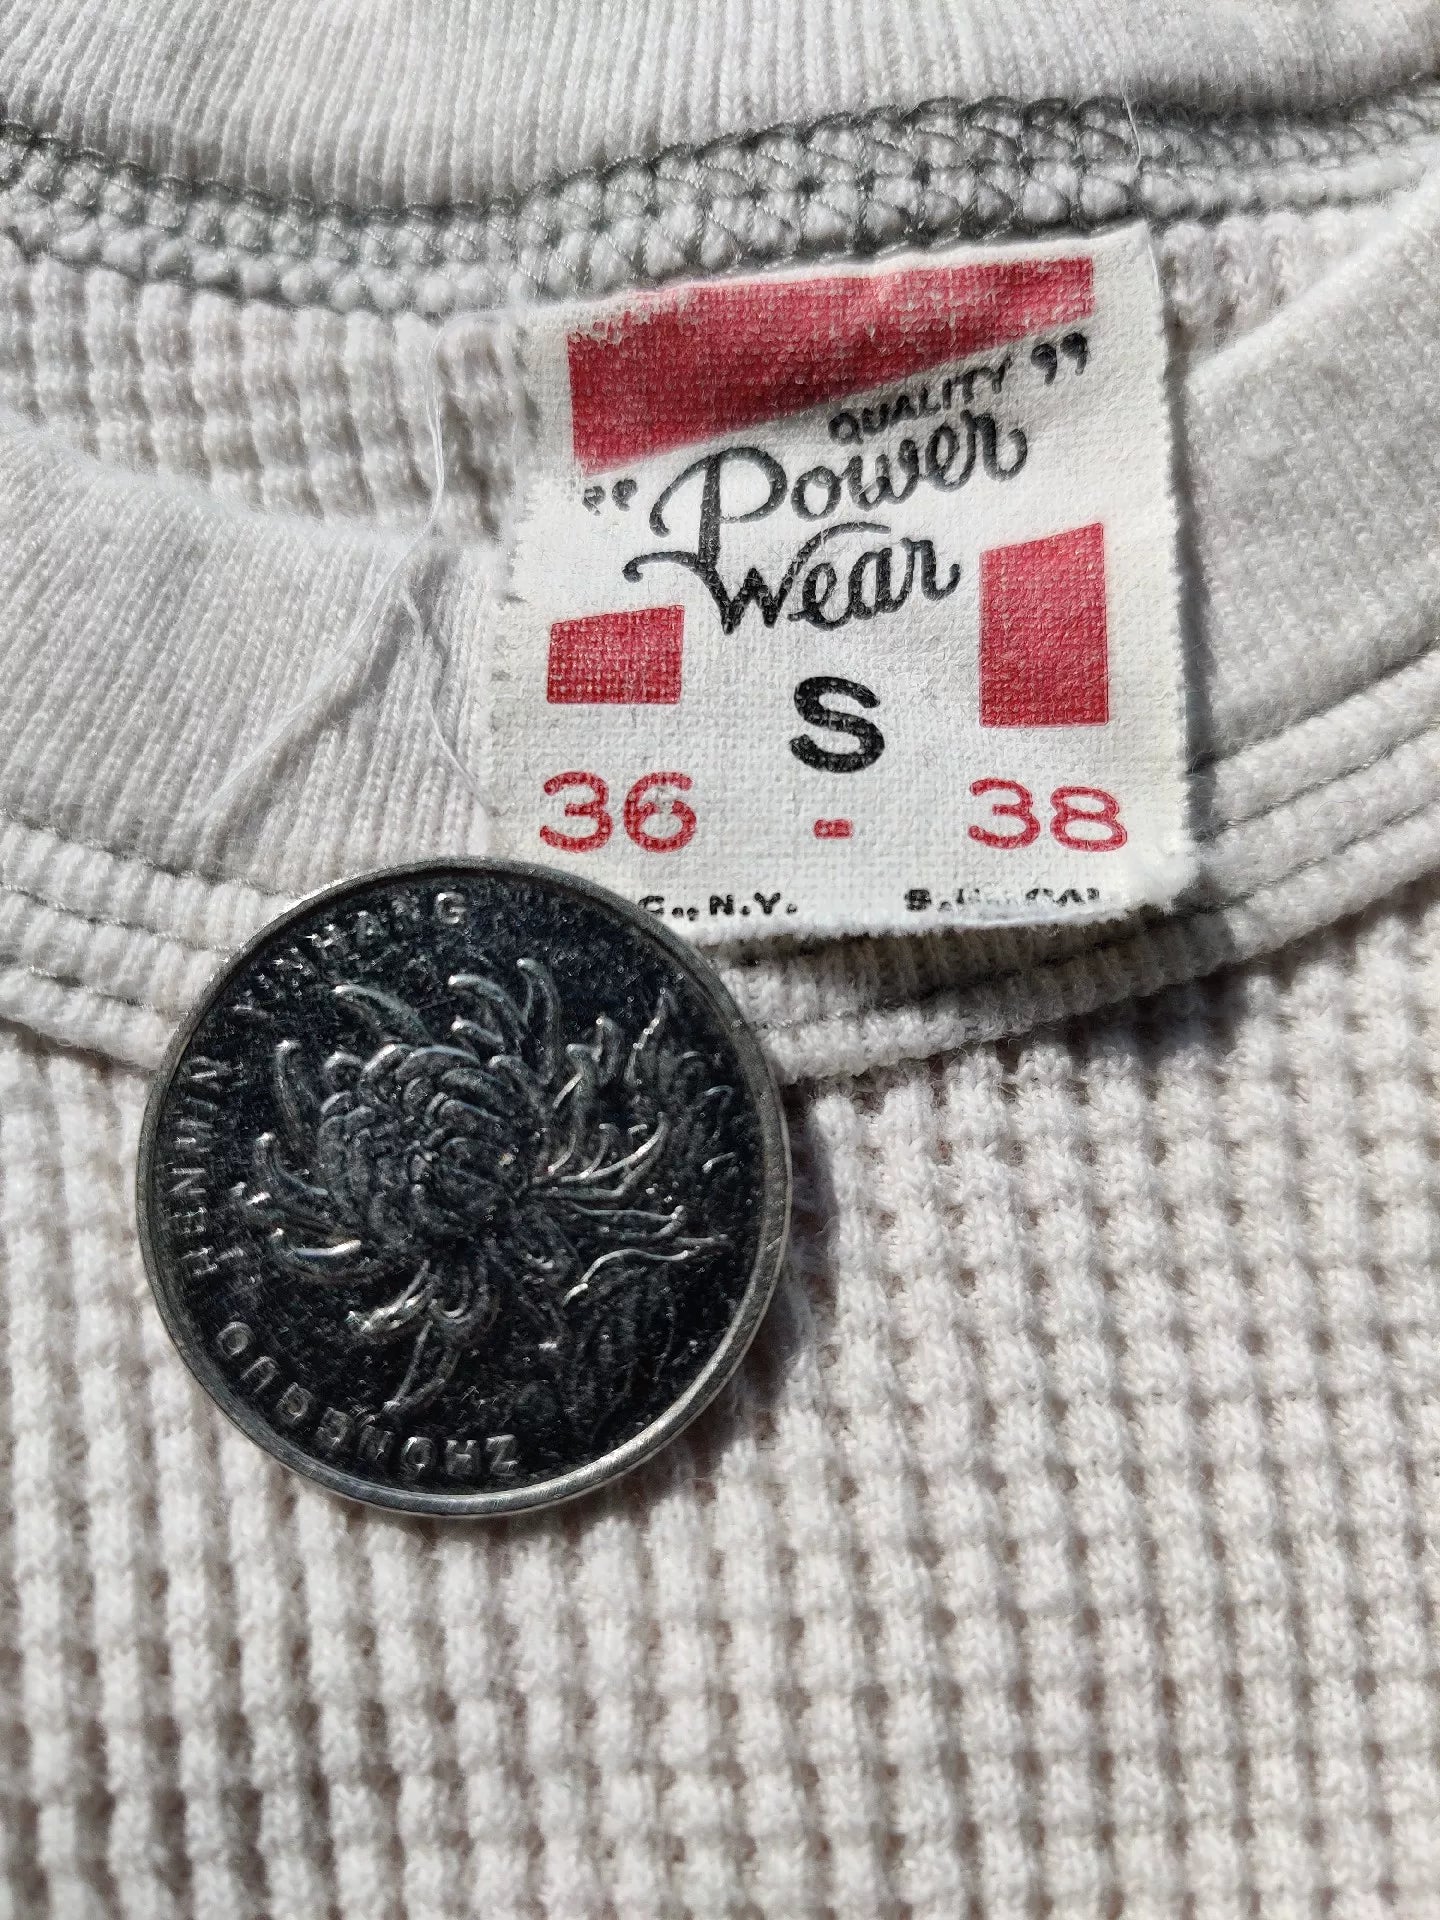 QUALITY
“Power
Wear”
S
36 - 38
C., N.Y.
ZHONGGUO RENMIN YINHANG